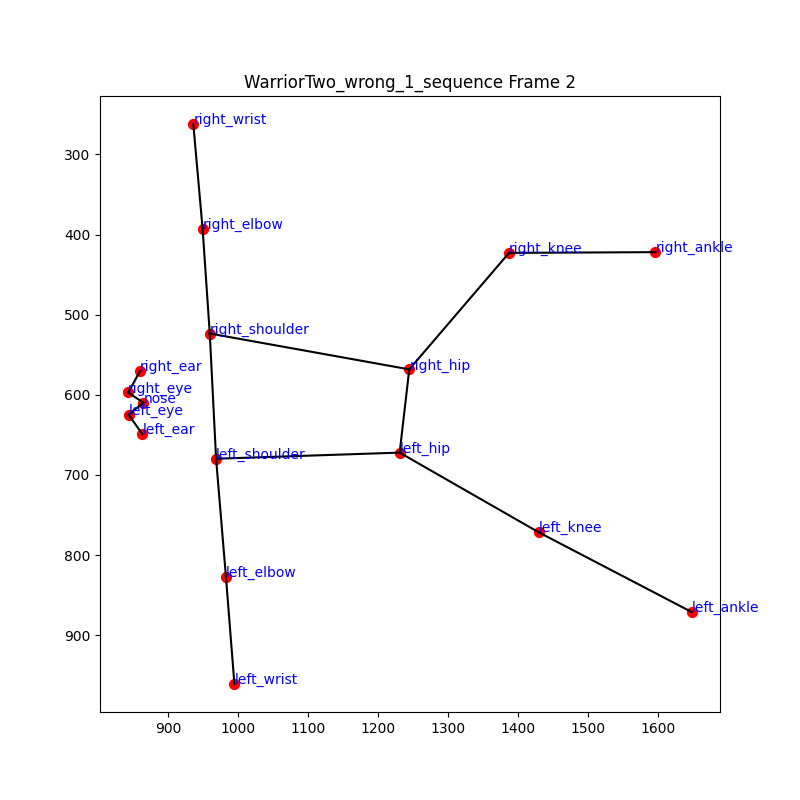 WarriorTwo_wrong_1_sequence Frame 2
right_wrist
300
right_elbow
400
right_knee
right_ankle
500
right_shoulder
right_ear
right_hip
right_eye
600
nose
left_eye
left_ear
left_shoulder
left_hip
700
left_knee
800
left_elbow
left_ankle
900
left_wrist
900 1000 1100 1200 1300 1400 1500 1600